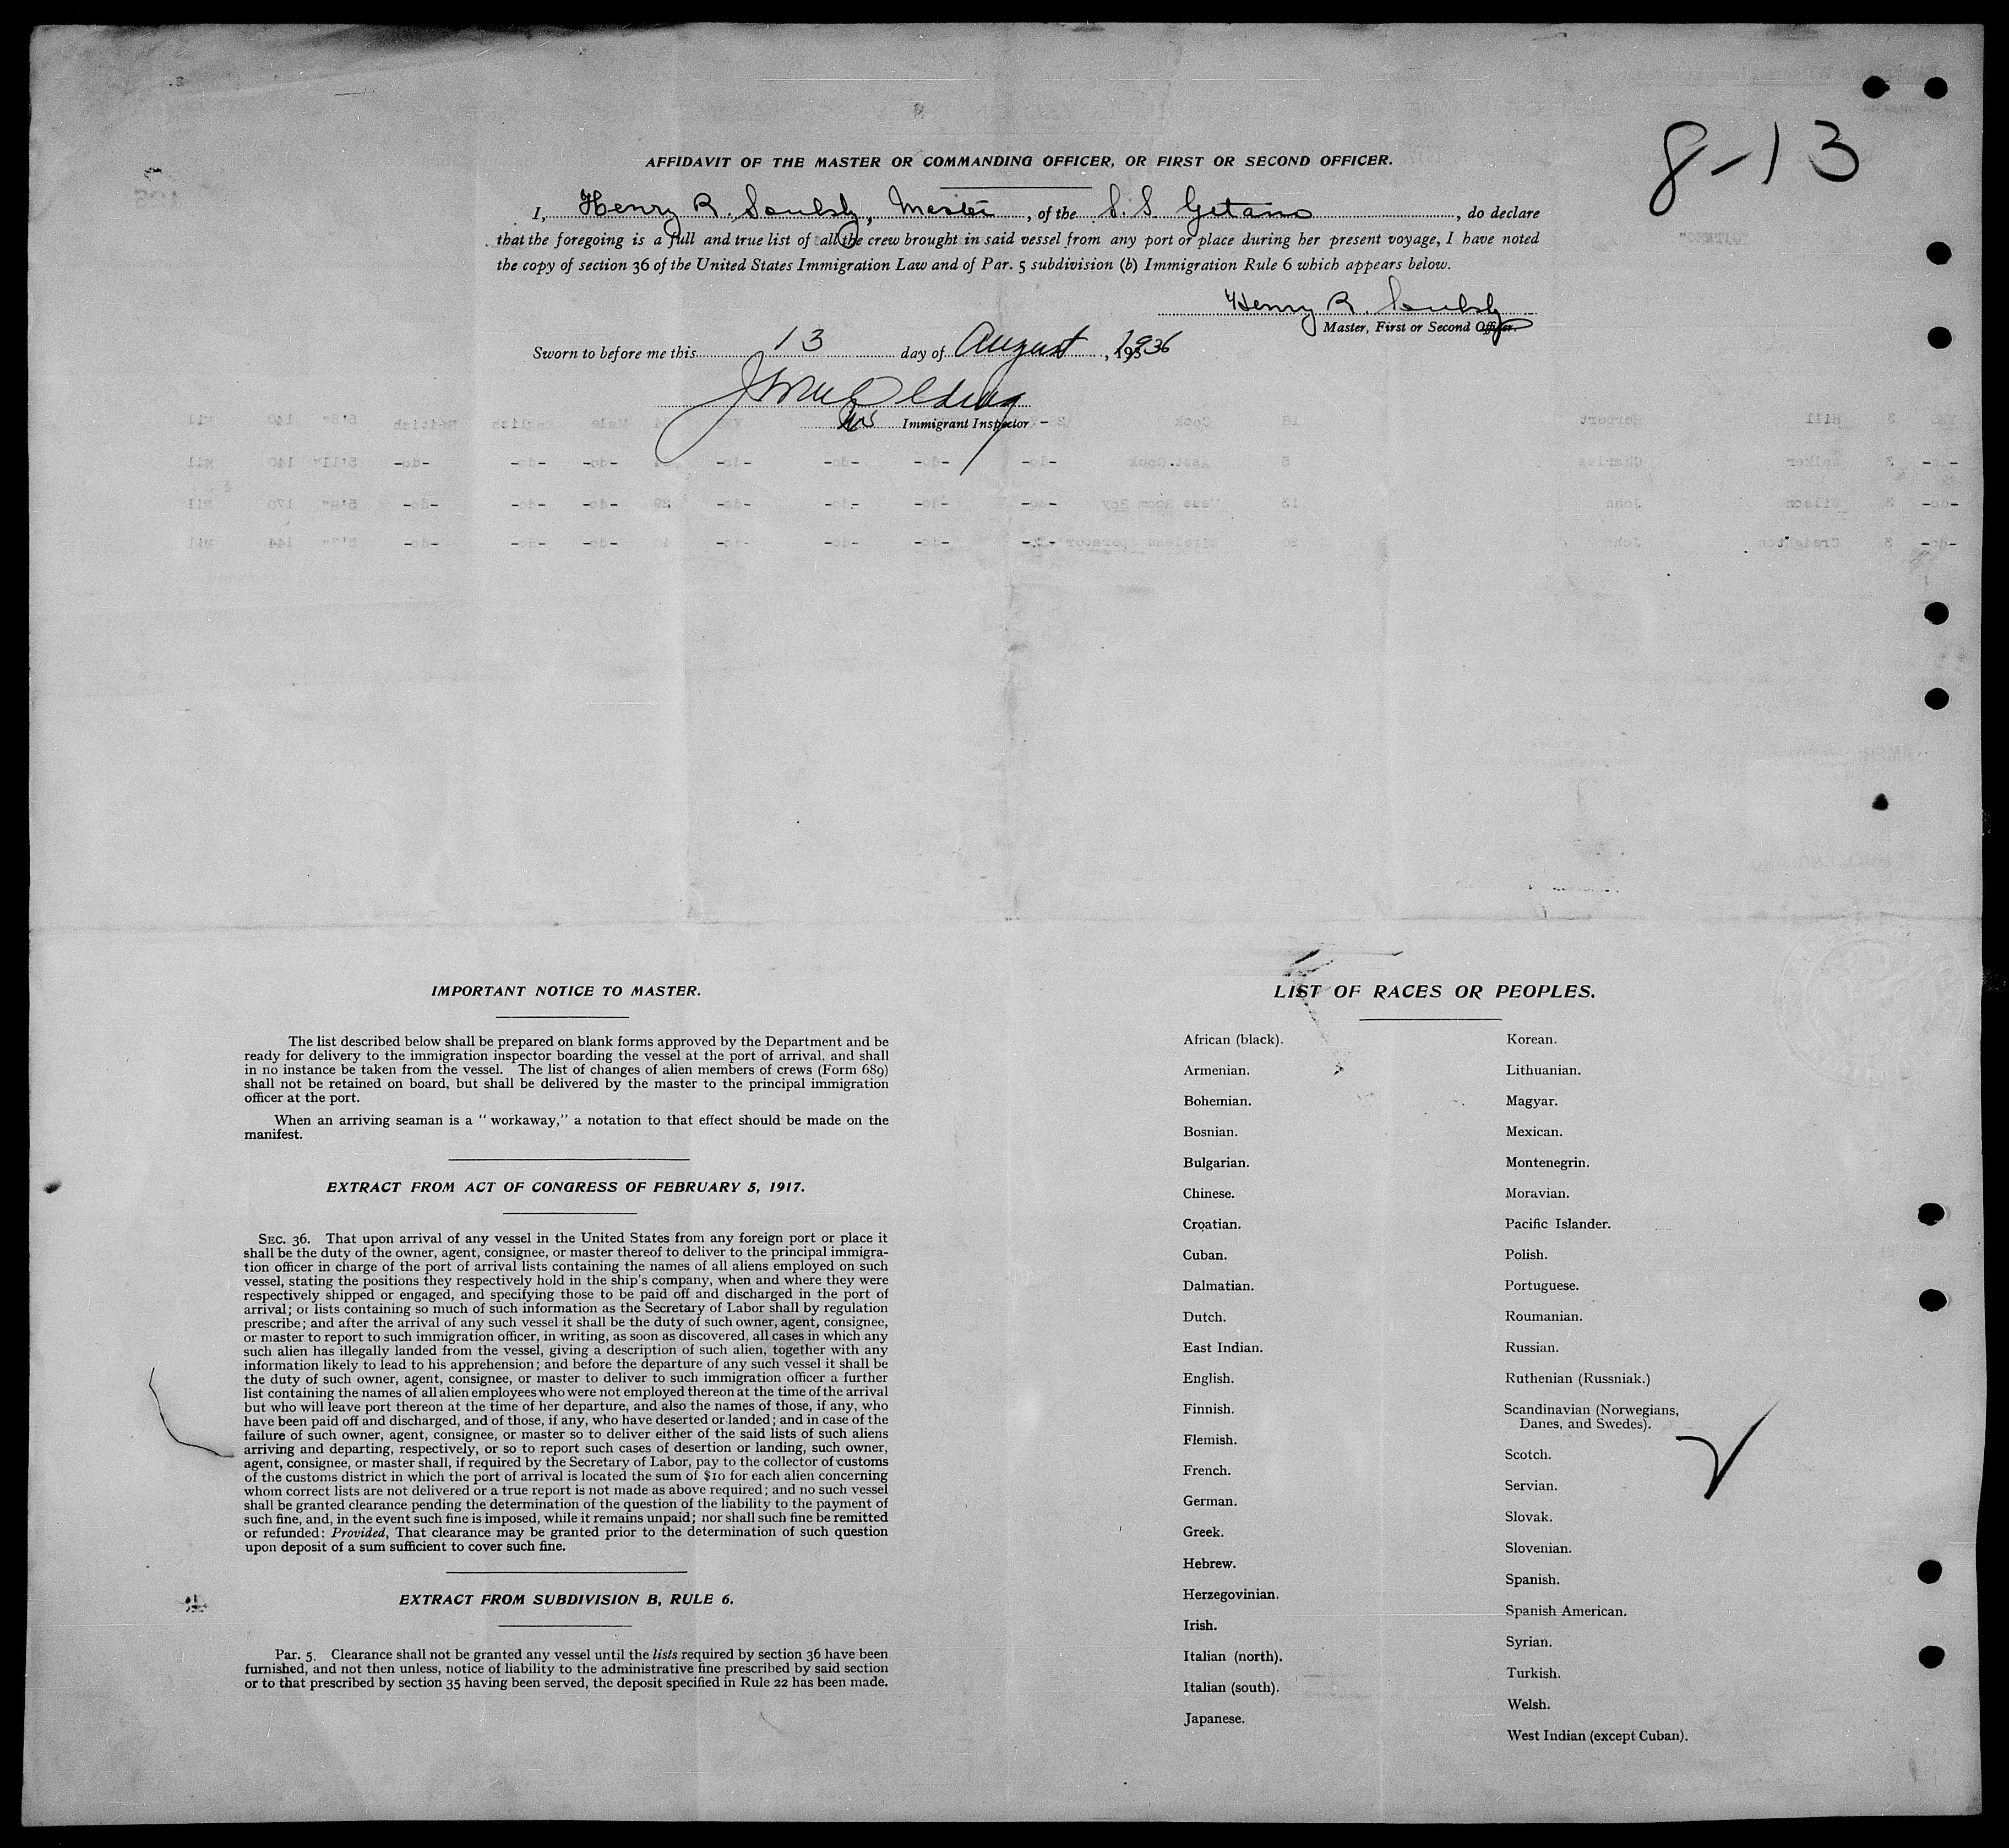 8-13
AFFIDAVIT OF THE MASTER OR COMMANDING OFFICER, OR FIRST OR SECOND OFFICER.
I, Henry R. Soulsby, Master, of the S. S. Gitano, do declare
that the foregoing is a full and true list of all the crew brought in said vessel from any port or place during her present voyage, I have noted
the copy of section 36 of the United States Immigration Law and of Par. 5 subdivision (b) Immigration Rule 6 which appears below.
Henry R. Soulsby
Master, First or Second Officer.
Sworn to before me this 13 day of August, 1936
Immigrant Inspector
IMPORTANT NOTICE TO MASTER.
The list described below shall be prepared on blank forms approved by the Department and be
ready for delivery to the immigration inspector boarding the vessel at the port of arrival, and shall
in no instance be taken from the vessel. The list of changes of alien members of crews (Form 689)
shall not be retained on board, but shall be delivered by the master to the principal immigration
officer at the port.
When an arriving seaman is a "workaway," a notation to that effect should be made on the
manifest.
EXTRACT FROM ACT OF CONGRESS OF FEBRUARY 5, 1917.
SEC. 36. That upon arrival of any vessel in the United States from any foreign port or place it
shall be the duty of the owner, agent, consignee, or master thereof to deliver to the principal immigra-
tion officer in charge of the port of arrival lists containing the names of all aliens employed on such
vessel, stating the positions they respectively hold in the ship's company, when and where they were
respectively shipped or engaged, and specifying those to be paid off and discharged in the port of
arrival; or lists containing so much of such information as the Secretary of Labor shall by regulation
prescribe; and after the arrival of any such vessel it shall be the duty of such owner, agent, consignee,
or master to report to such immigration officer, in writing, as soon as discovered, all cases in which any
such alien has illegally landed from the vessel, giving a description of such alien, together with any
information likely to lead to his apprehension; and before the departure of any such vessel it shall be
the duty of such owner, agent, consignee, or master to deliver to such immigration officer a further
list containing the names of all alien employees who were not employed thereon at the time of the arrival
but who will leave port thereon at the time of her departure, and also the names of those, if any, who
have been paid off and discharged, and of those, if any, who have deserted or landed; and in case of the
failure of such owner, agent, consignee, or master so to deliver either of the said lists of such aliens
arriving and departing, respectively, or so to report such cases of desertion or landing, such owner,
agent, consignee, or master shall, if required by the Secretary of Labor, pay to the collector of customs
of the customs district in which the port of arrival is located the sum of $10 for each alien concerning
whom correct lists are not delivered or a true report is not made as above required; and no such vessel
shall be granted clearance pending the determination of the question of the liability to the payment of
such fine, and, in the event such fine is imposed, while it remains unpaid; nor shall such fine be remitted
or refunded: Provided, That clearance may be granted prior to the determination of such question
upon deposit of a sum sufficient to cover such fine.
EXTRACT FROM SUBDIVISION B, RULE 6.
Par. 5. Clearance shall not be granted any vessel until the lists required by section 36 have been
furnished, and not then unless, notice of liability to the administrative fine prescribed by said section
or to that prescribed by section 35 having been served, the deposit specified in Rule 22 has been made.
LIST OF RACES OR PEOPLES.
African (black).
Armenian.
Bohemian.
Bosnian.
Bulgarian.
Chinese.
Croatian.
Cuban.
Dalmatian.
Dutch.
East Indian.
English.
Finnish.
Flemish.
French.
German.
Greek.
Hebrew.
Herzegovinian.
Irish.
Italian (north).
Italian (south).
Japanese.
Korean.
Lithuanian.
Magyar.
Mexican.
Montenegrin.
Moravian.
Pacific Islander.
Polish.
Portuguese.
Roumanian.
Russian.
Ruthenian (Russniak.)
Scandinavian (Norwegians,
Danes, and Swedes).
Scotch.
Servian.
Slovak.
Slovenian.
Spanish.
Spanish American.
Syrian.
Turkish.
Welsh.
West Indian (except Cuban).